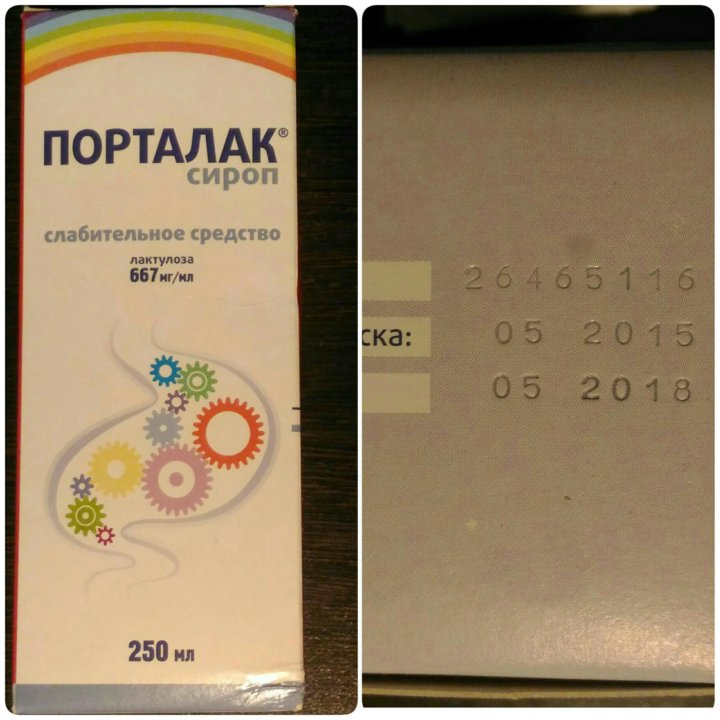 ПОРТАЛАК®
сироп
слабительное средство
лактулоза
667 мг/мл
250 мл
26465116
ска: 05 2015
05 2018